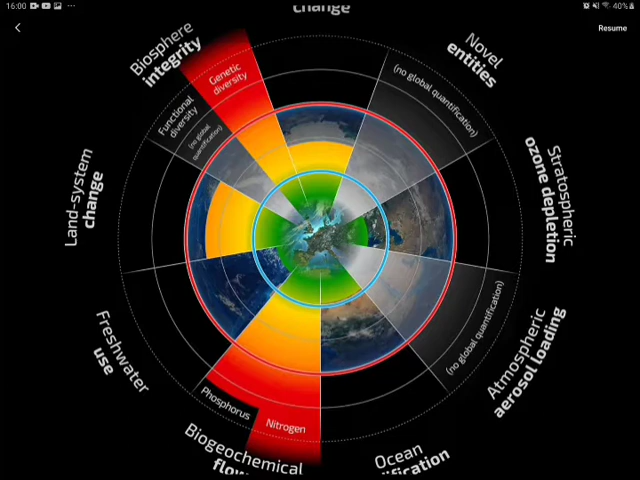 16:00
40%
Resume
change
Biosphere
integrity
Genetic
diversity
Functional
diversity
(no global
quantification)
Novel
entities
(no global quantification)
Stratospheric
ozone depletion
Land-system
change
Atmospheric
aerosol loading
(no global quantification)
Freshwater
use
Phosphorus
Nitrogen
Biogeochemical
Ocean